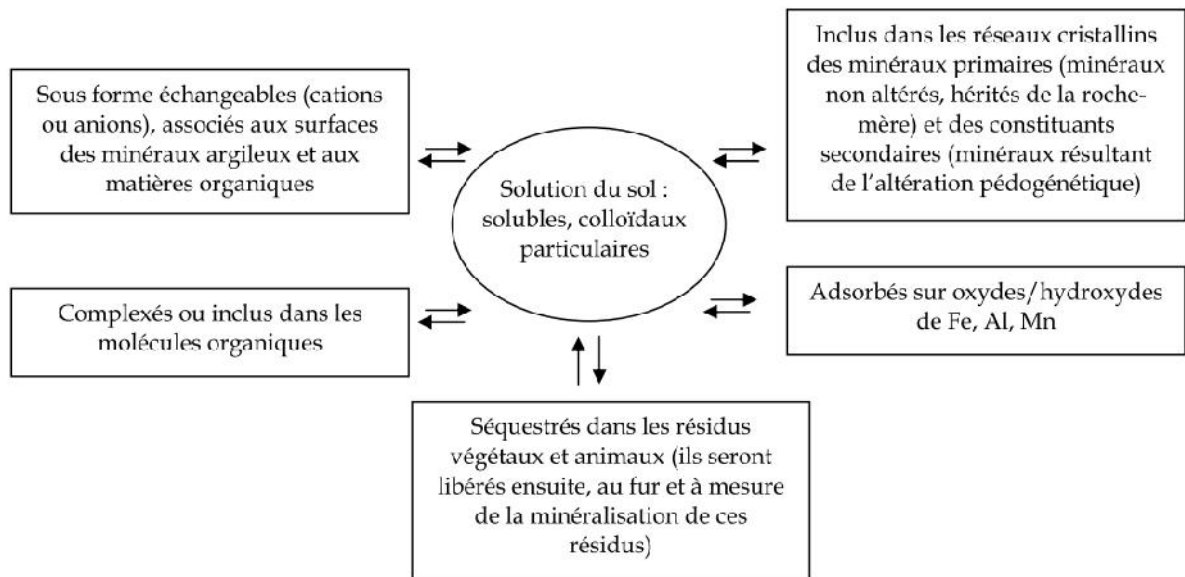 Sous forme échangeables (cations
ou anions), associés aux surfaces
des minéraux argileux et aux
matières organiques
Inclus dans les réseaux cristallins
des minéraux primaires (minéraux
non altérés, hérités de la roche-
mère) et des constituants
secondaires (minéraux résultant
de l'altération pédogénétique)
Solution du sol :
solubles, colloïdaux
particulaires
Complexés ou inclus dans les
molécules organiques
Adsorbés sur oxydes/hydroxydes
de Fe, Al, Mn
Séquestrés dans les résidus
végétaux et animaux (ils seront
libérés ensuite, au fur et à mesure
de la minéralisation de ces
résidus)